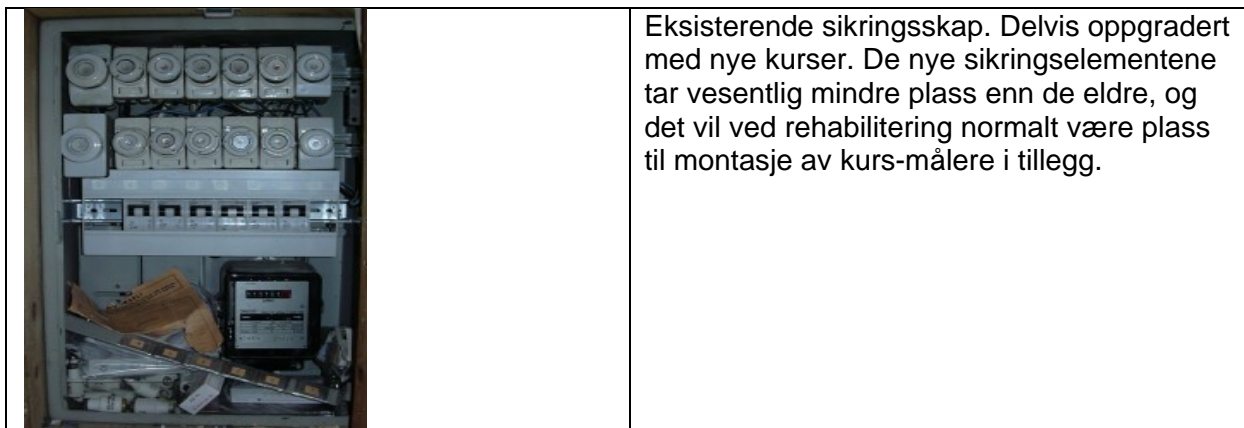 Eksisterende sikringsskap. Delvis oppgradert
med nye kurser. De nye sikringselementene
tar vesentlig mindre plass enn de eldre, og
det vil ved rehabilitering normalt være plass
til montasje av kurs-målere i tillegg.